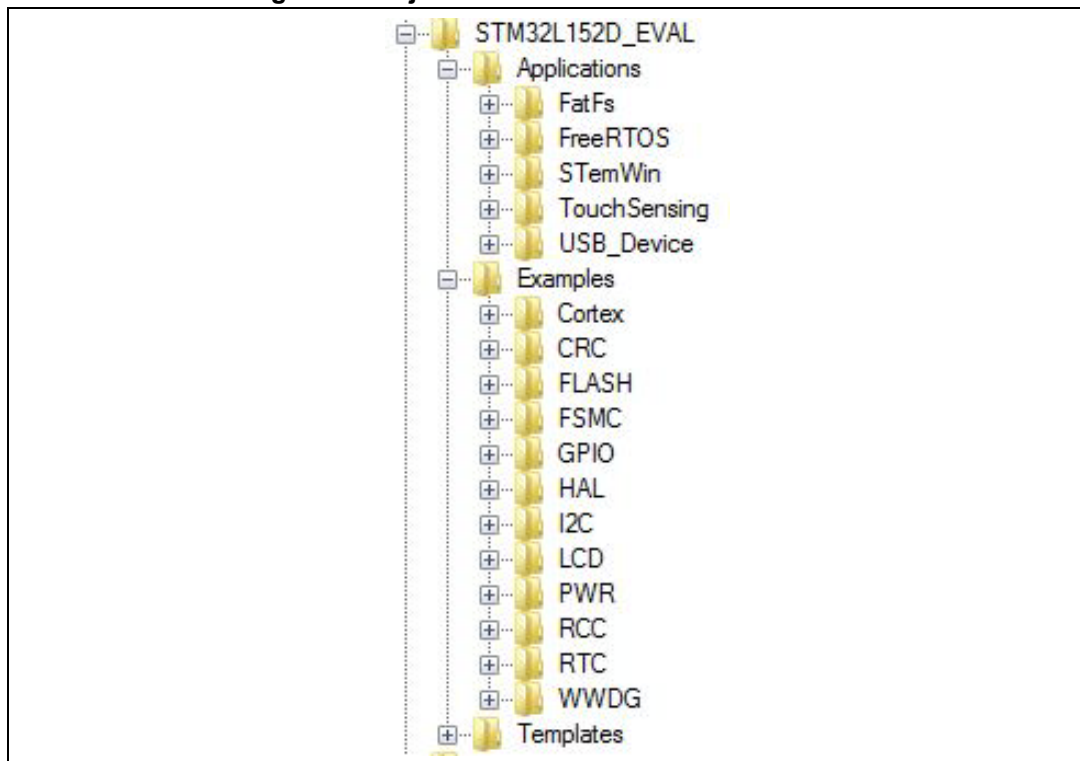 STM32L152D_EVAL
Applications
FatFs
FreeRTOS
STemWin
TouchSensing
USB_Device
Examples
Cortex
CRC
FLASH
FSMC
GPIO
HAL
I2C
LCD
PWR
RCC
RTC
WWDG
Templates